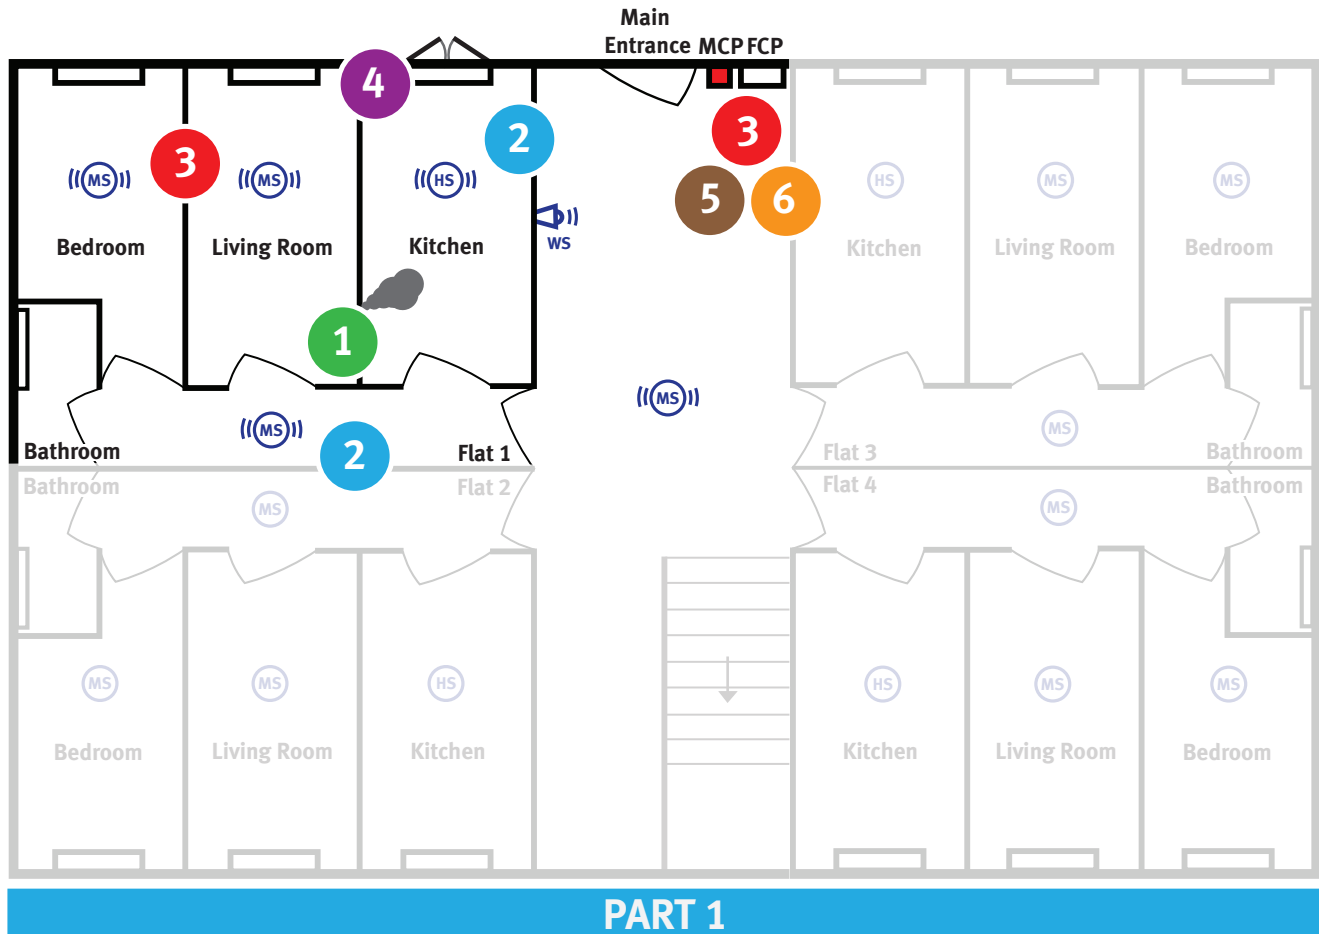 Main
Entrance MCP FCP
4
2
3
3
5
6
MS
MS
HS
HS
MS
MS
WS
Bedroom
Living Room
Kitchen
Kitchen
Living Room
Bedroom
1
MS
MS
MS
2
Bathroom
Flat 1
Flat 3
Bathroom
Bathroom
Flat 2
Flat 4
Bathroom
MS
MS
MS
MS
HS
HS
MS
MS
Bedroom
Living Room
Kitchen
Kitchen
Living Room
Bedroom
PART 1